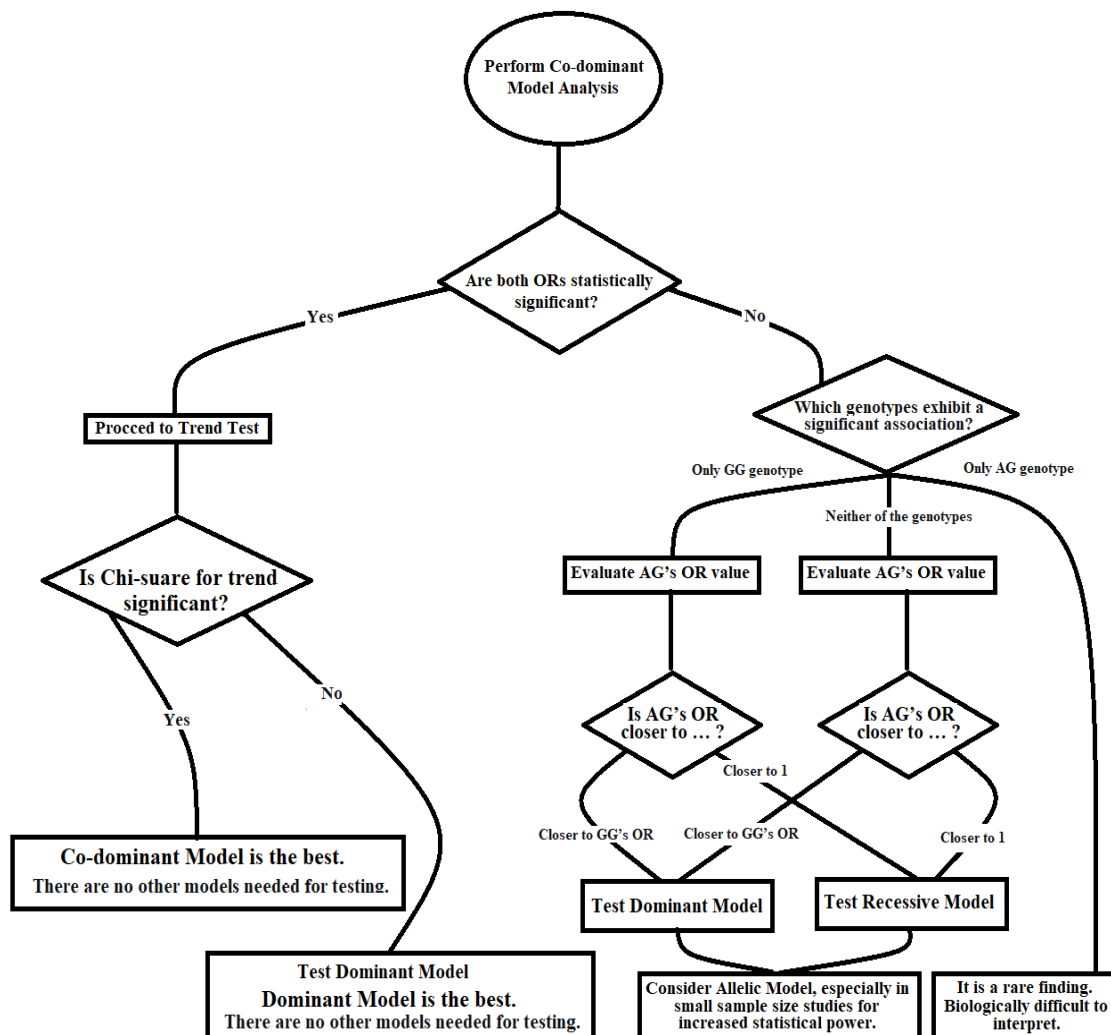 Perform Co-dominant
Model Analysis
Are both ORs statistically
significant?
Yes
No
Procced to Trend Test
Which genotypes exhibit a
significant association?
Only GG genotype
Only AG genotype
Neither of the genotypes
Is Chi-suare for trend
significant?
Evaluate AG's OR value
Evaluate AG's OR value
No
Yes
Is AG's OR
closer to ... ?
Is AG's OR
closer to ... ?
Closer to 1
Closer to GG's OR
Closer to GG's OR
Closer to 1
Co-dominant Model is the best.
There are no other models needed for testing.
Test Dominant Model
Test Recessive Model
Test Dominant Model
Dominant Model is the best.
There are no other models needed for testing.
Consider Allelic Model, especially in
small sample size studies for
increased statistical power.
It is a rare finding.
Biologically difficult to
interpret.